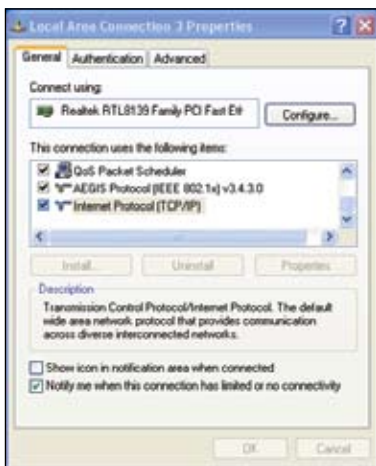 Local Area Connection 3 Properties
General Authentication Advanced
Connect using:
Realtek RTL8139 Family PCI Fast Eth
Configure...
This connection uses the following items:
QoS Packet Scheduler
AEGIS Protocol (IEEE 802.1x) v3.4.3.0
Internet Protocol (TCP/IP)
Install... Uninstall Properties
Description
Transmission Control Protocol/Internet Protocol. The default
wide area network protocol that provides communication
across diverse interconnected networks.
Show icon in notification area when connected
Notify me when this connection has limited or no connectivity
OK Cancel